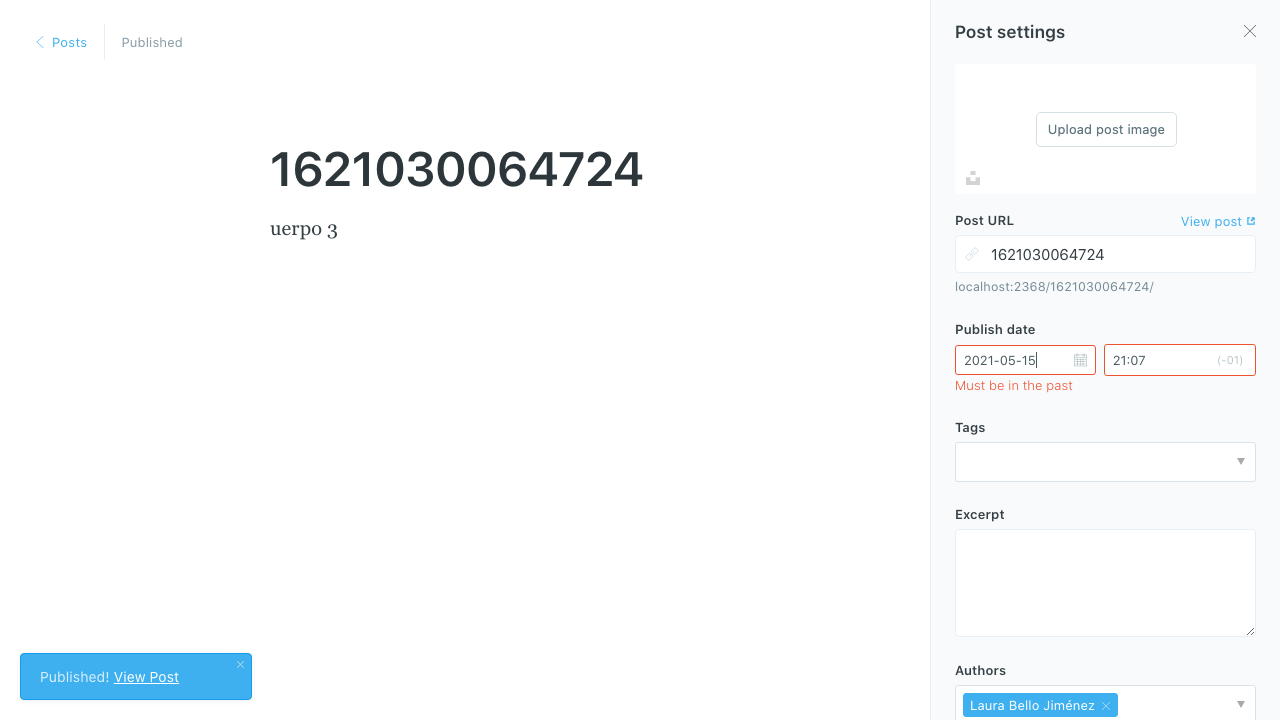 Posts
Published
1621030064724
uerpo 3
Published! View Post
Post settings
Upload post image
Post URL
View post
1621030064724
localhost:2368/1621030064724/
Publish date
2021-05-15
21:07
(-01)
Must be in the past
Tags
Excerpt
Authors
Laura Bello Jiménez